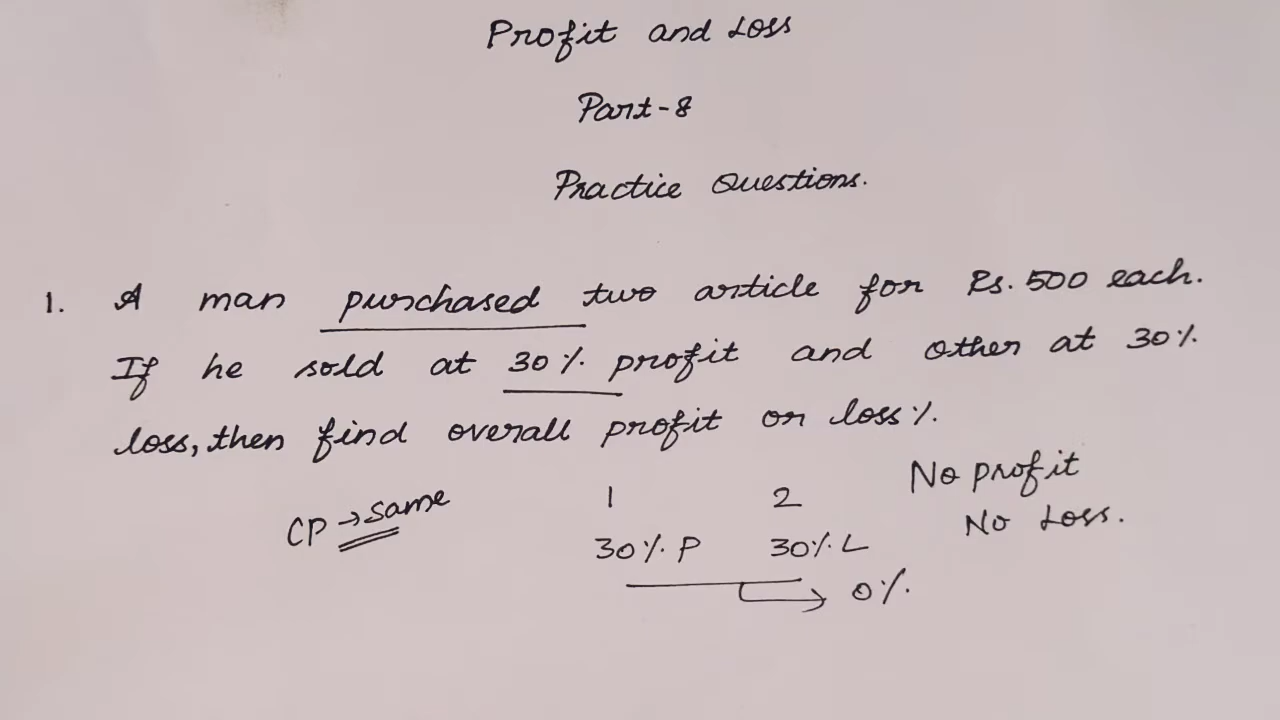 Profit and Loss
Part-8
Practice Questions.
1. A man purchased two article for Rs. 500 each.
If he sold at 30% profit and other at 30%
loss, then find overall profit or loss%.
CP → same
1 2
30% P 30% L
0%.
No profit
No Loss.